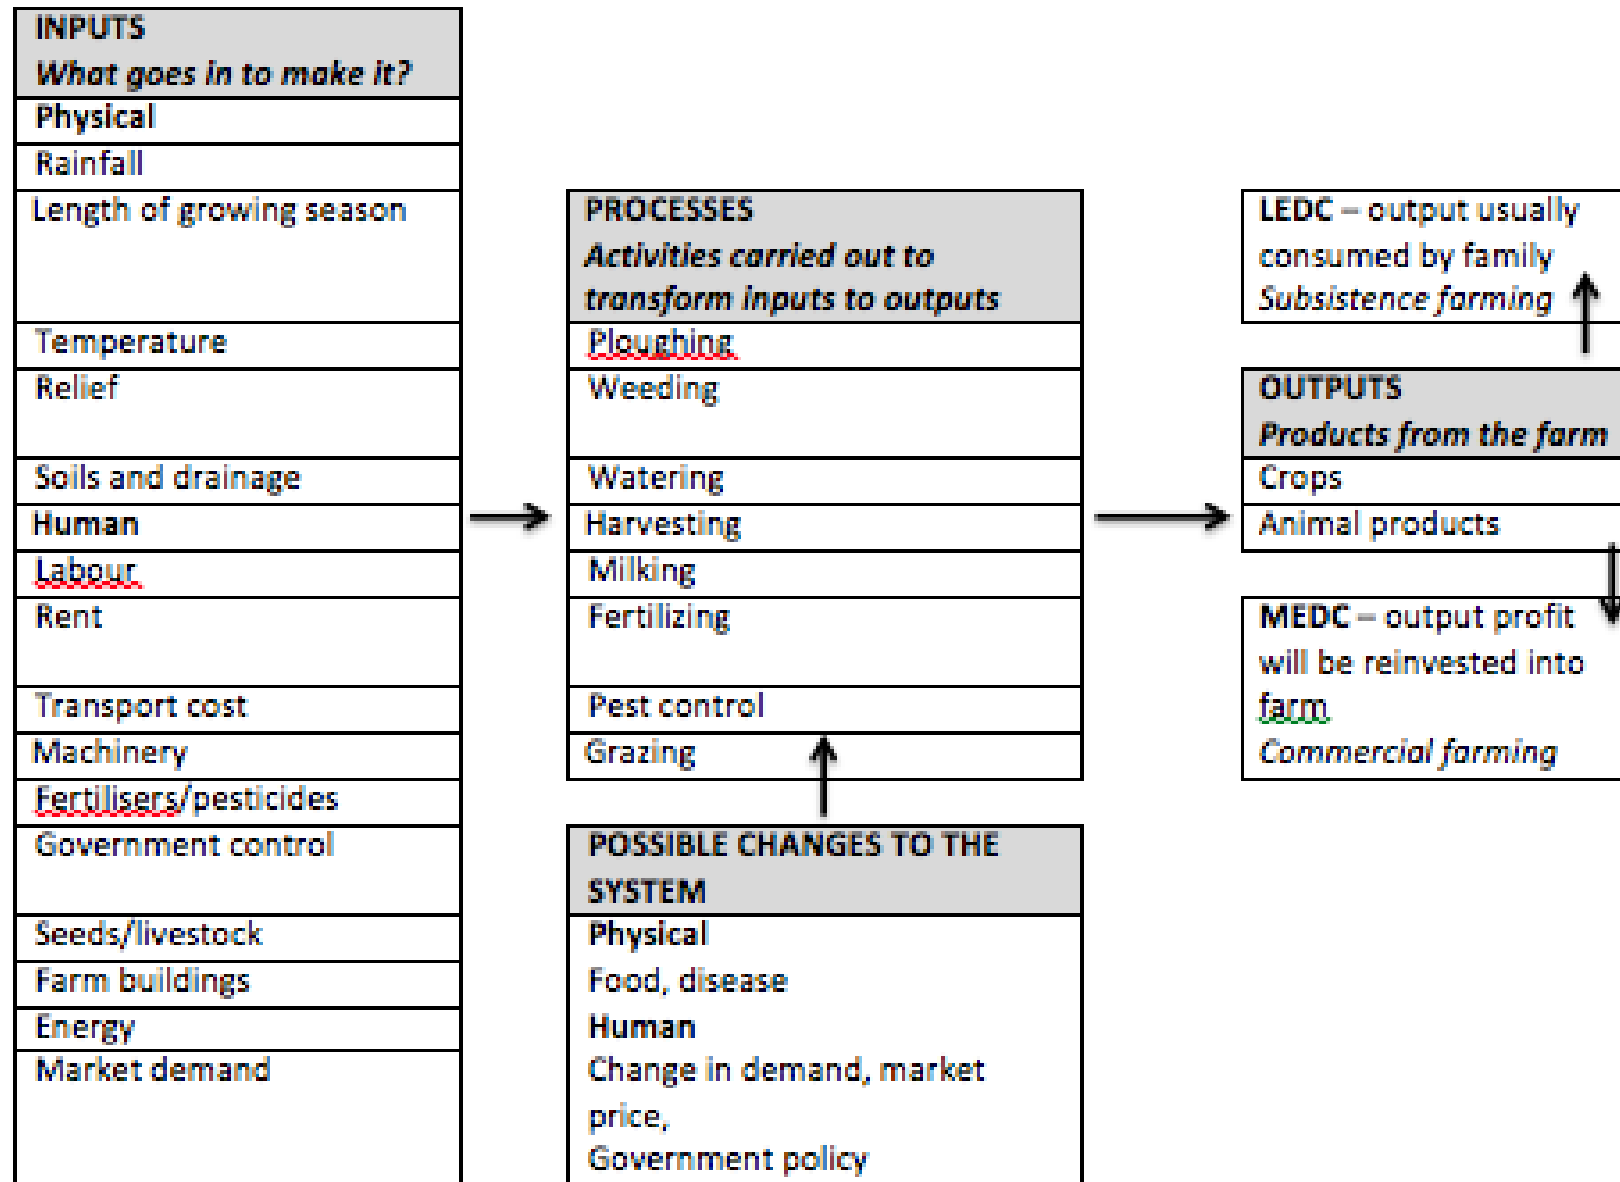 INPUTS
What goes in to make it?
Physical
Rainfall
Length of growing season
Temperature
Relief
Soils and drainage
Human
Labour
Rent
Transport cost
Machinery
Fertilisers/pesticides
Government control
Seeds/livestock
Farm buildings
Energy
Market demand
PROCESSES
Activities carried out to
transform inputs to outputs
Ploughing
Weeding
Watering
Harvesting
Milking
Fertilizing
Pest control
Grazing
POSSIBLE CHANGES TO THE
SYSTEM
Physical
Food, disease
Human
Change in demand, market
price,
Government policy
LEDC – output usually
consumed by family
Subsistence farming
OUTPUTS
Products from the farm
Crops
Animal products
MEDC – output profit
will be reinvested into
farm
Commercial farming